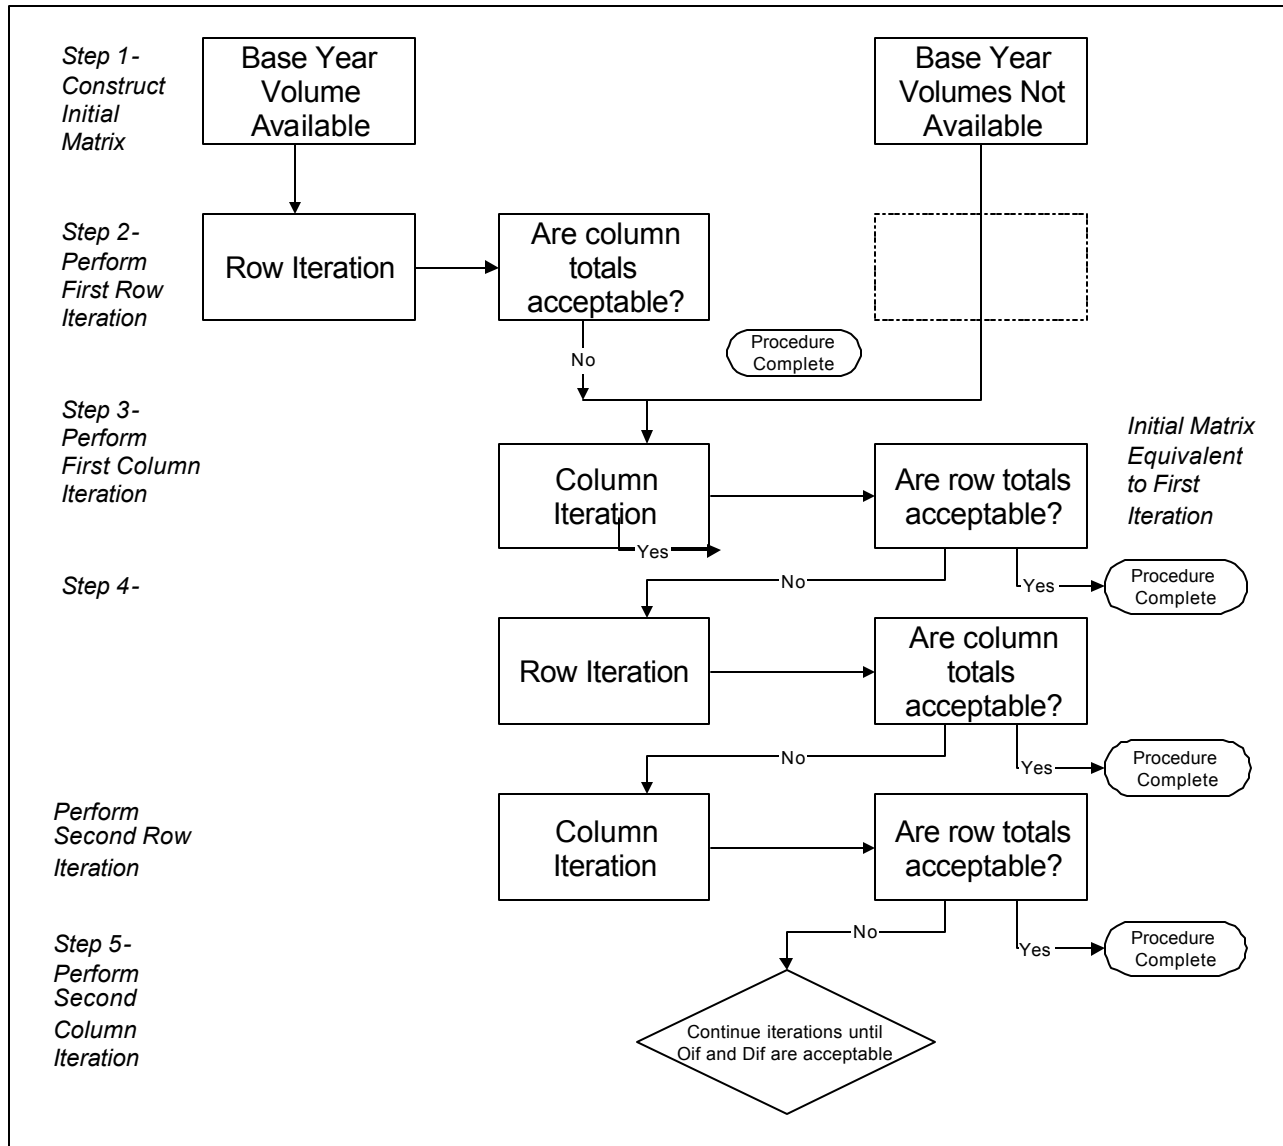 Step 1-
Construct
Initial
Matrix
Base Year
Volume
Available
Base Year
Volumes Not
Available
Step 2-
Perform
First Row
Iteration
Row Iteration
Are column
totals
acceptable?
No
Procedure
Complete
Step 3-
Perform
First Column
Iteration
Column
Iteration
Yes
Are row totals
acceptable?
Initial Matrix
Equivalent
to First
Iteration
No
Yes
Procedure
Complete
Step 4-
Row Iteration
Are column
totals
acceptable?
No
Yes
Procedure
Complete
Perform
Second Row
Iteration
Column
Iteration
Are row totals
acceptable?
No
Yes
Procedure
Complete
Step 5-
Perform
Second
Column
Iteration
Continue iterations until
Oif and Dif are acceptable